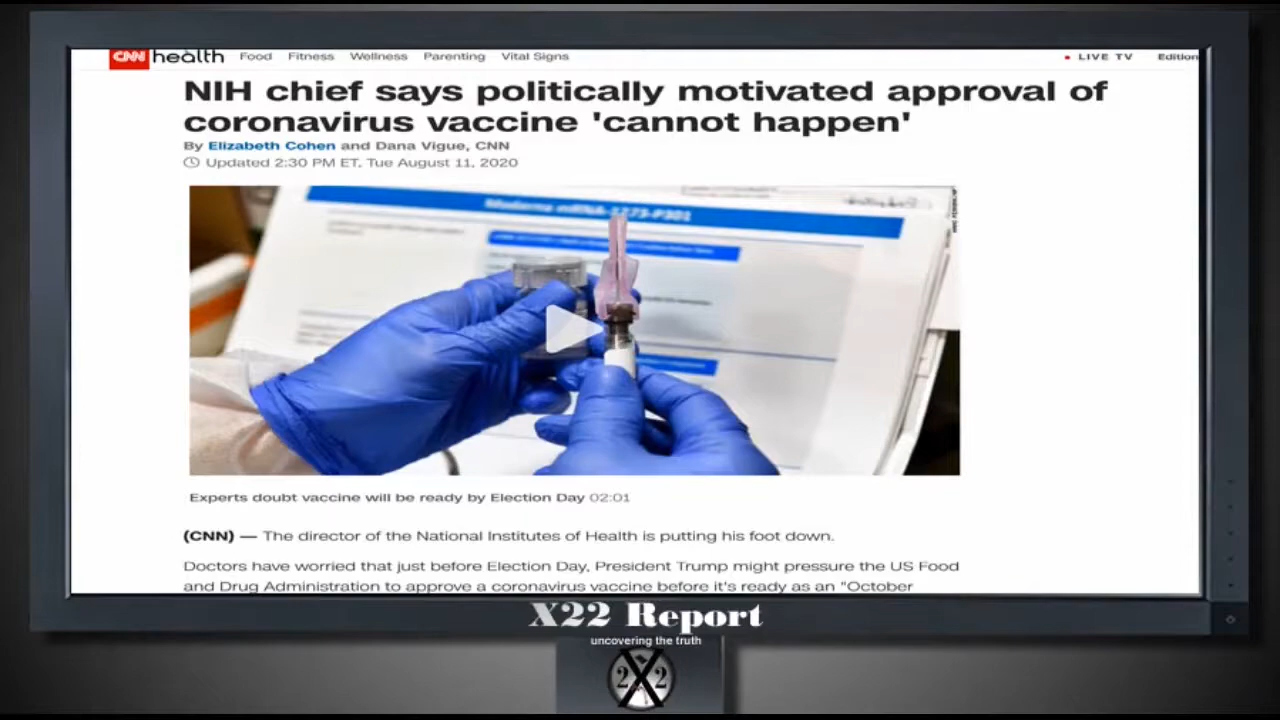 CNN health Food Fitness Wellness Parenting Vital Signs • LIVE TV Edition
NIH chief says politically motivated approval of
coronavirus vaccine 'cannot happen'
By Elizabeth Cohen and Dana Vigue, CNN
Updated 2:30 PM ET, Tue August 11, 2020
Moderna mRNA-1273-P301
Experts doubt vaccine will be ready by Election Day 02:01
(CNN) — The director of the National Institutes of Health is putting his foot down.
Doctors have worried that just before Election Day, President Trump might pressure the US Food
and Drug Administration to approve a coronavirus vaccine before it's ready as an "October
X22 Report
uncovering the truth
2X2